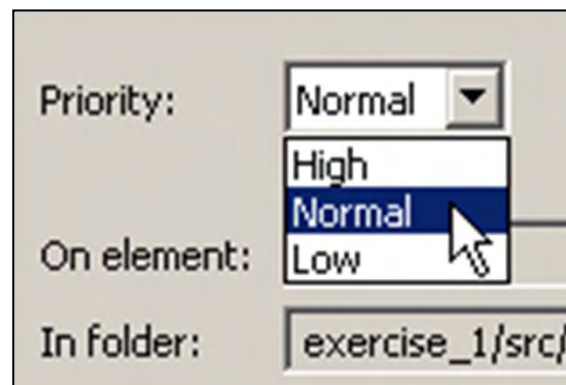 Priority: Normal
High
Normal
On element: Low
In folder: exercise_1/src/